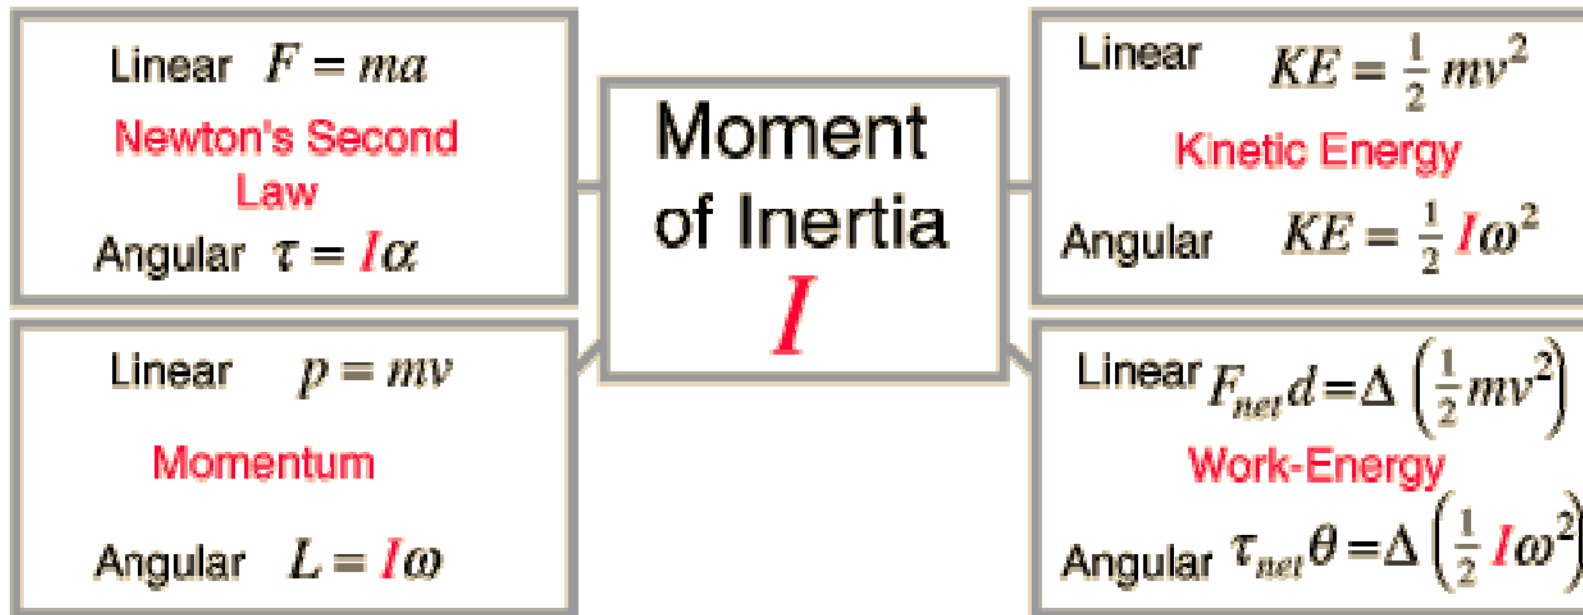 Linear F = ma
Newton's Second
Law
Angular τ = Iα
Linear p = mv
Momentum
Angular L = Iω
Moment
of Inertia
I
Linear KE = 1/2 mv²
Kinetic Energy
Angular KE = 1/2 Iω²
Linear F_net d = Δ (1/2 mv²)
Work-Energy
Angular τ_net θ = Δ (1/2 Iω²)